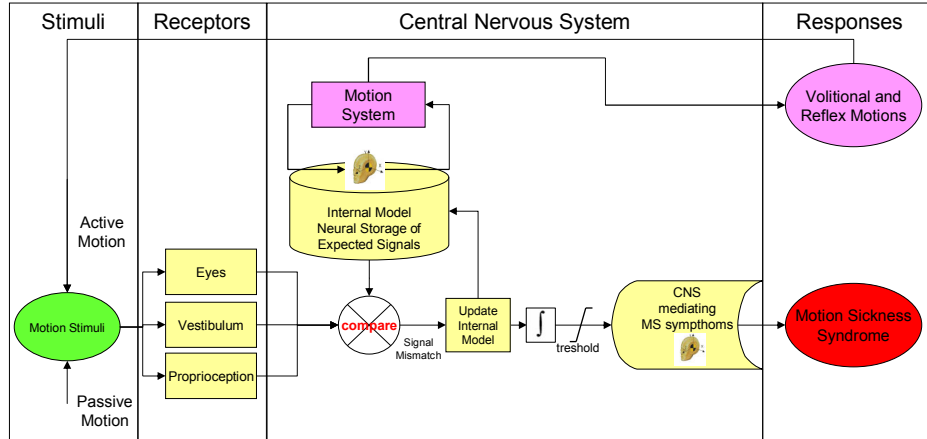 Stimuli
Receptors
Central Nervous System
Responses
Motion
System
Volitional and
Reflex Motions
Internal Model
Neural Storage of
Expected Signals
Active
Motion
Eyes
Motion Stimuli
Vestibulum
Proprioception
compare
Signal
Mismatch
Update
Internal
Model
∫
treshold
CNS
mediating
MS sympthoms
Motion Sickness
Syndrome
Passive
Motion